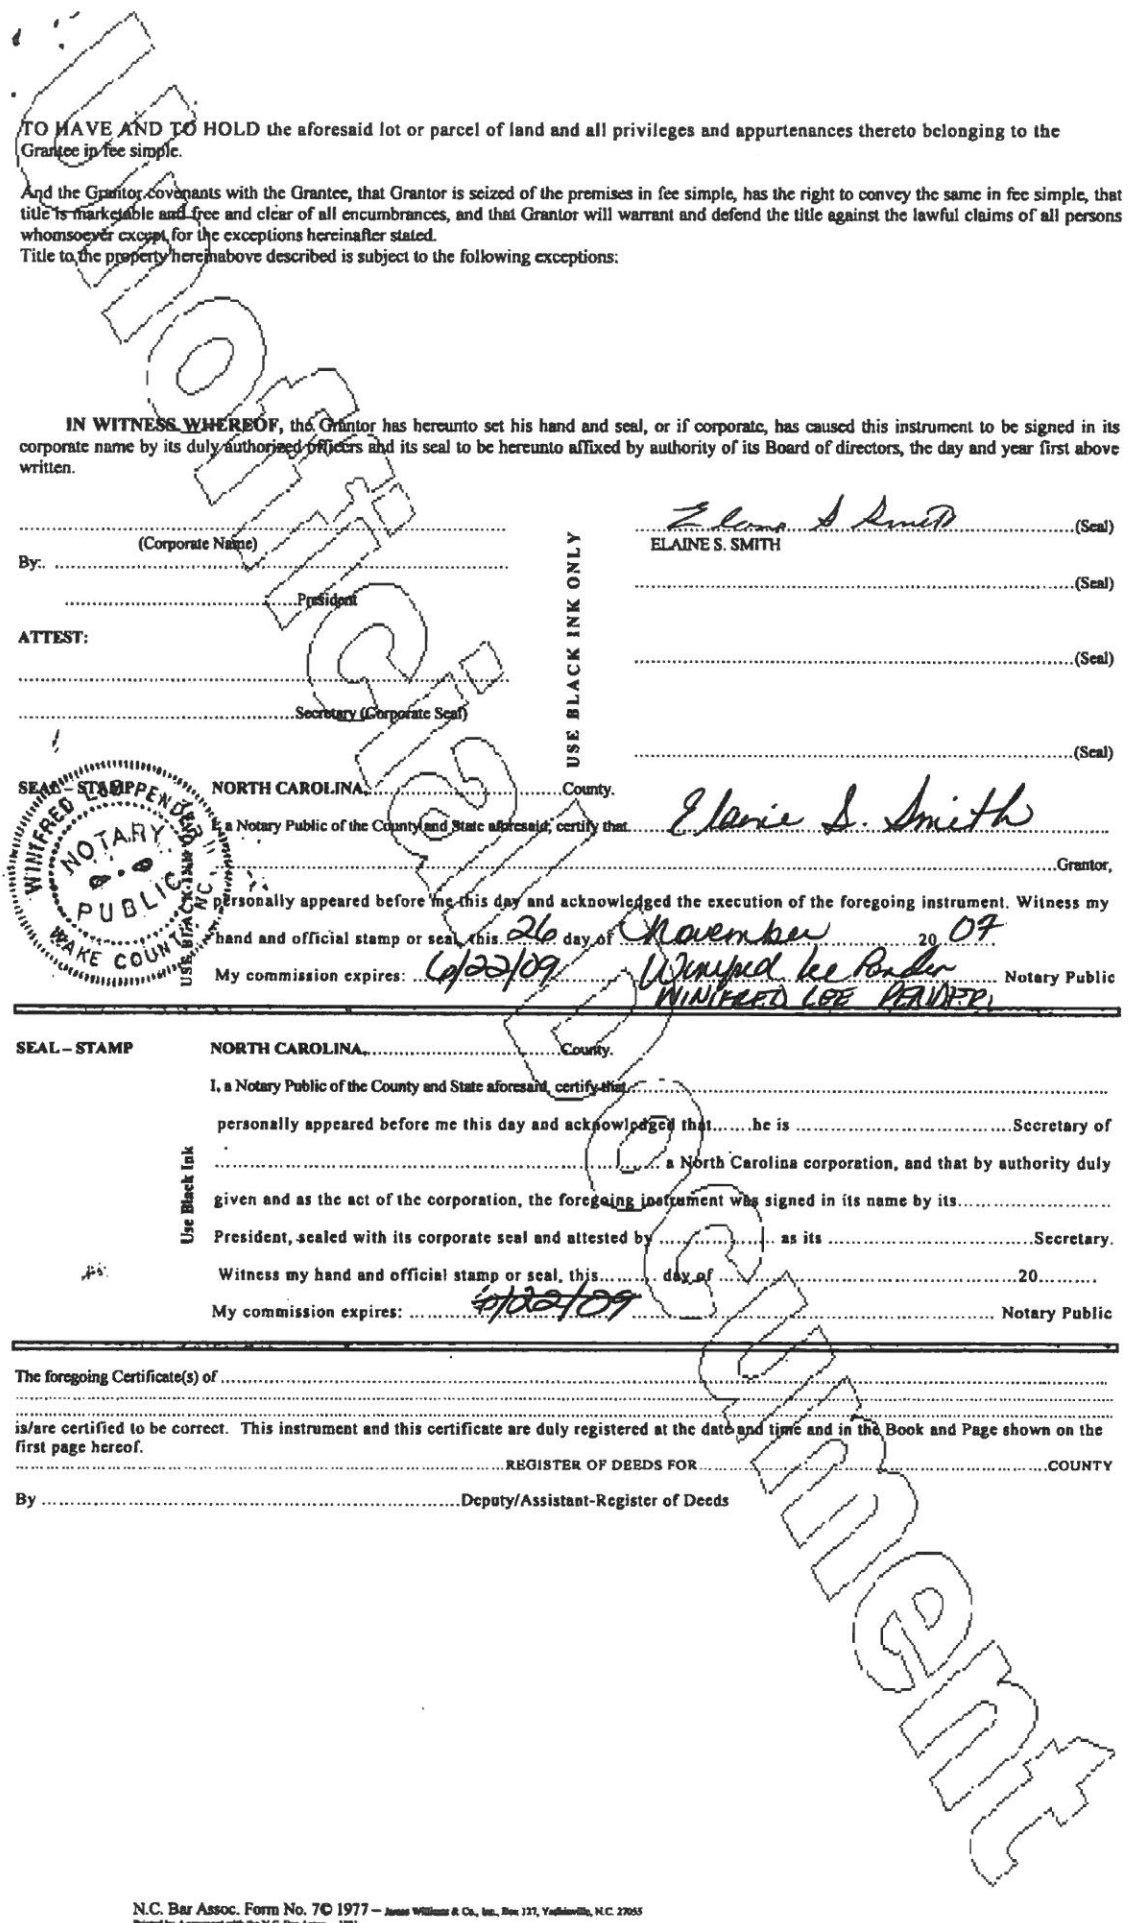 TO HAVE AND TO HOLD the aforesaid lot or parcel of land and all privileges and appurtenances thereto belonging to the
Grantee in fee simple.
And the Grantor covenants with the Grantee, that Grantor is seized of the premises in fee simple, has the right to convey the same in fee simple, that
title is marketable and free and clear of all encumbrances, and that Grantor will warrant and defend the title against the lawful claims of all persons
whomsoever except for the exceptions hereinafter stated.
Title to the property hereinabove described is subject to the following exceptions:
IN WITNESS WHEREOF, the Grantor has hereunto set his hand and seal, or if corporate, has caused this instrument to be signed in its
corporate name by its duly authorized officers and its seal to be hereunto affixed by authority of its Board of directors, the day and year first above
written.
Elaine S Smith (Seal)
(Corporate Name)
ELAINE S. SMITH
By:
(Seal)
President
ATTEST:
(Seal)
Secretary (Corporate Seal)
(Seal)
USE BLACK INK ONLY
SEAL – STAMP
NORTH CAROLINA, County.
WINIFRED LEE PENDER II
NOTARY
PUBLIC
WAKE COUNTY NC
USE BLACK INK ONLY
I, a Notary Public of the County and State aforesaid, certify that Elaine S. Smith
Grantor,
personally appeared before me this day and acknowledged the execution of the foregoing instrument. Witness my
hand and official stamp or seal, this 26 day of November 20 07
My commission expires: 6/22/09 Winifred Lee Pender Notary Public
WINIFRED LEE PENDER,
SEAL – STAMP
NORTH CAROLINA, County.
I, a Notary Public of the County and State aforesaid, certify that
personally appeared before me this day and acknowledged that he is Secretary of
a North Carolina corporation, and that by authority duly
given and as the act of the corporation, the foregoing instrument was signed in its name by its
President, sealed with its corporate seal and attested by as its Secretary.
Witness my hand and official stamp or seal, this day of 20
My commission expires: 6/22/09 Notary Public
Use Black Ink
The foregoing Certificate(s) of
is/are certified to be correct. This instrument and this certificate are duly registered at the date and time and in the Book and Page shown on the
first page hereof.
REGISTER OF DEEDS FOR COUNTY
By Deputy/Assistant-Register of Deeds
Unofficial Document
N.C. Bar Assoc. Form No. 7© 1977 – James Williams & Co., Inc., Box 127, Yadkinville, N.C. 27055